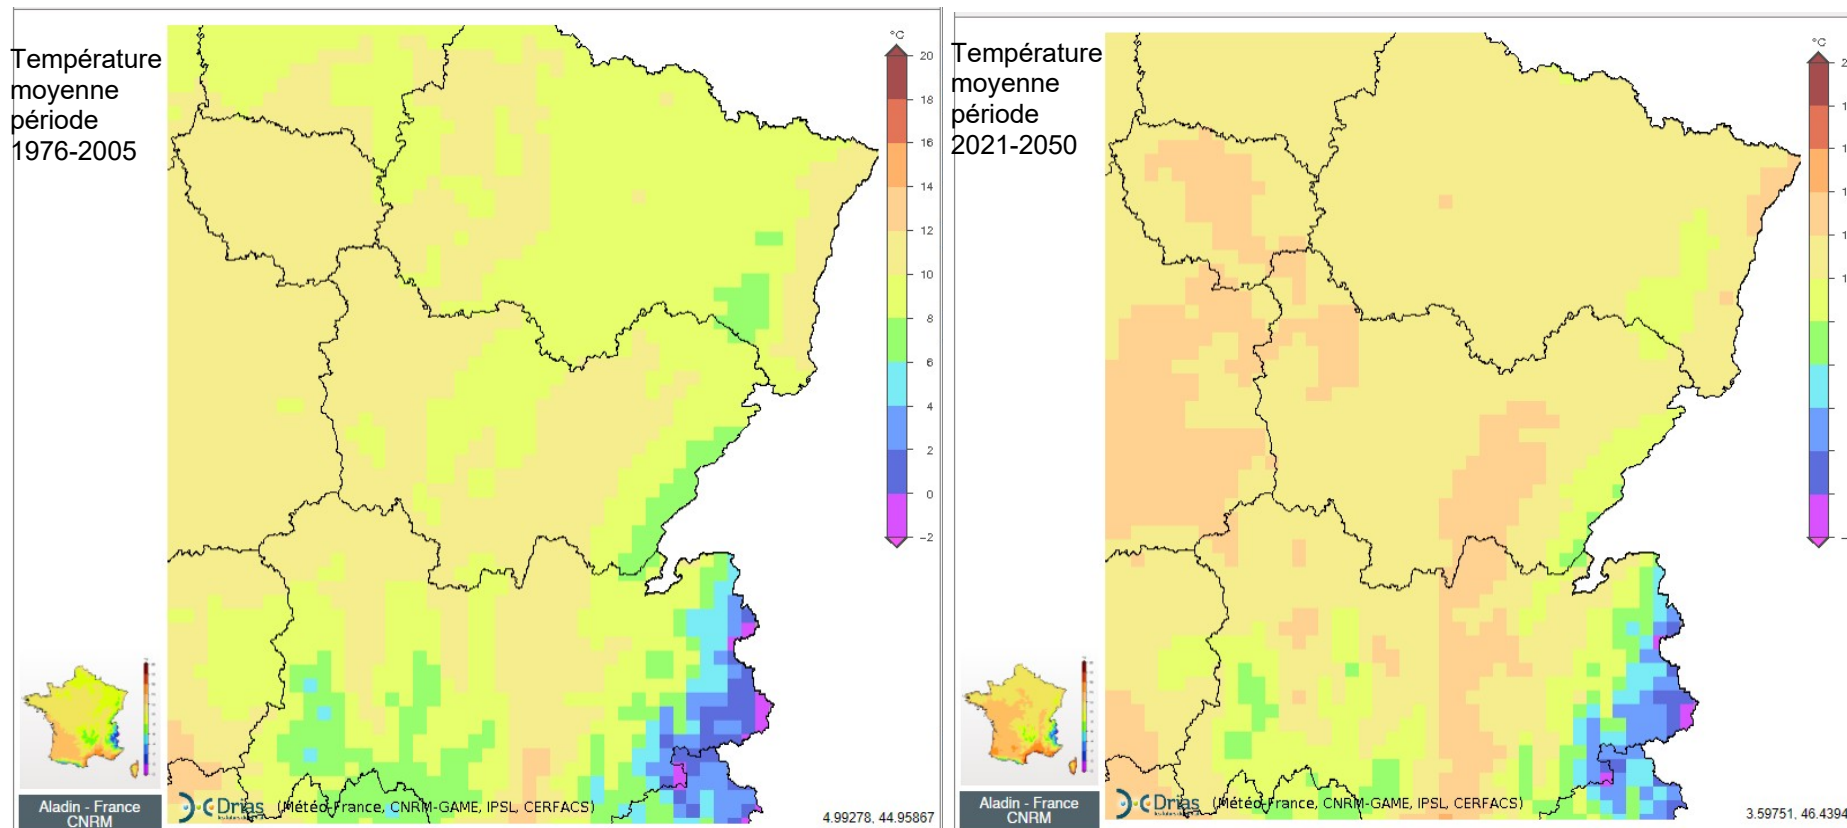 Température
moyenne
période
1976-2005
°C
20
18
16
14
12
10
8
6
4
2
0
−2
Aladin - France
CNRM
Drias
(Météo-France, CNRM-GAME, IPSL, CERFACS)
4.99278, 44.95867
Température
moyenne
période
2021-2050
°C
Aladin - France
CNRM
Drias
(Météo-France, CNRM-GAME, IPSL, CERFACS)
3.59751, 46.4394